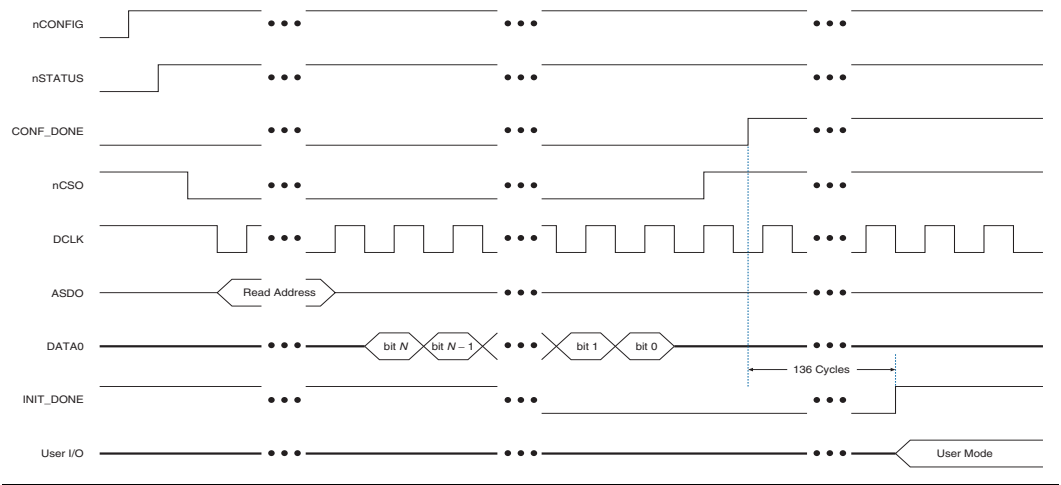 nCONFIG
nSTATUS
CONF_DONE
nCSO
DCLK
ASDO
Read Address
DATA0
bit N
bit N – 1
bit 1
bit 0
136 Cycles
INIT_DONE
User I/O
User Mode